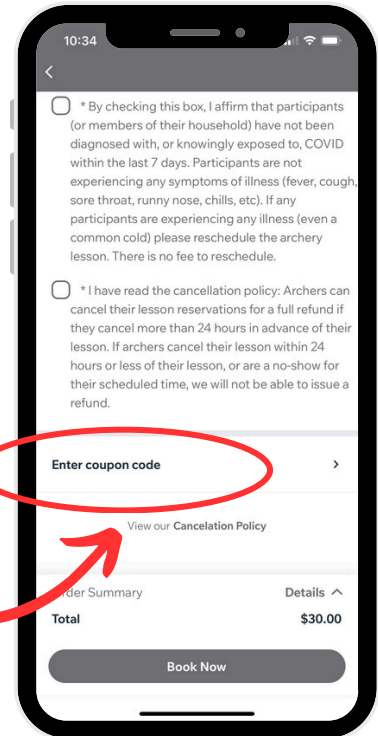 10:34
* By checking this box, I affirm that participants
(or members of their household) have not been
diagnosed with, or knowingly exposed to, COVID
within the last 7 days. Participants are not
experiencing any symptoms of illness (fever, cough,
sore throat, runny nose, chills, etc). If any
participants are experiencing any illness (even a
common cold) please reschedule the archery
lesson. There is no fee to reschedule.
* I have read the cancellation policy: Archers can
cancel their lesson reservations for a full refund if
they cancel more than 24 hours in advance of their
lesson. If archers cancel their lesson within 24
hours or less of their lesson, or are a no-show for
their scheduled time, we will not be able to issue a
refund.
Enter coupon code
View our Cancelation Policy
Order Summary Details
Total $30.00
Book Now